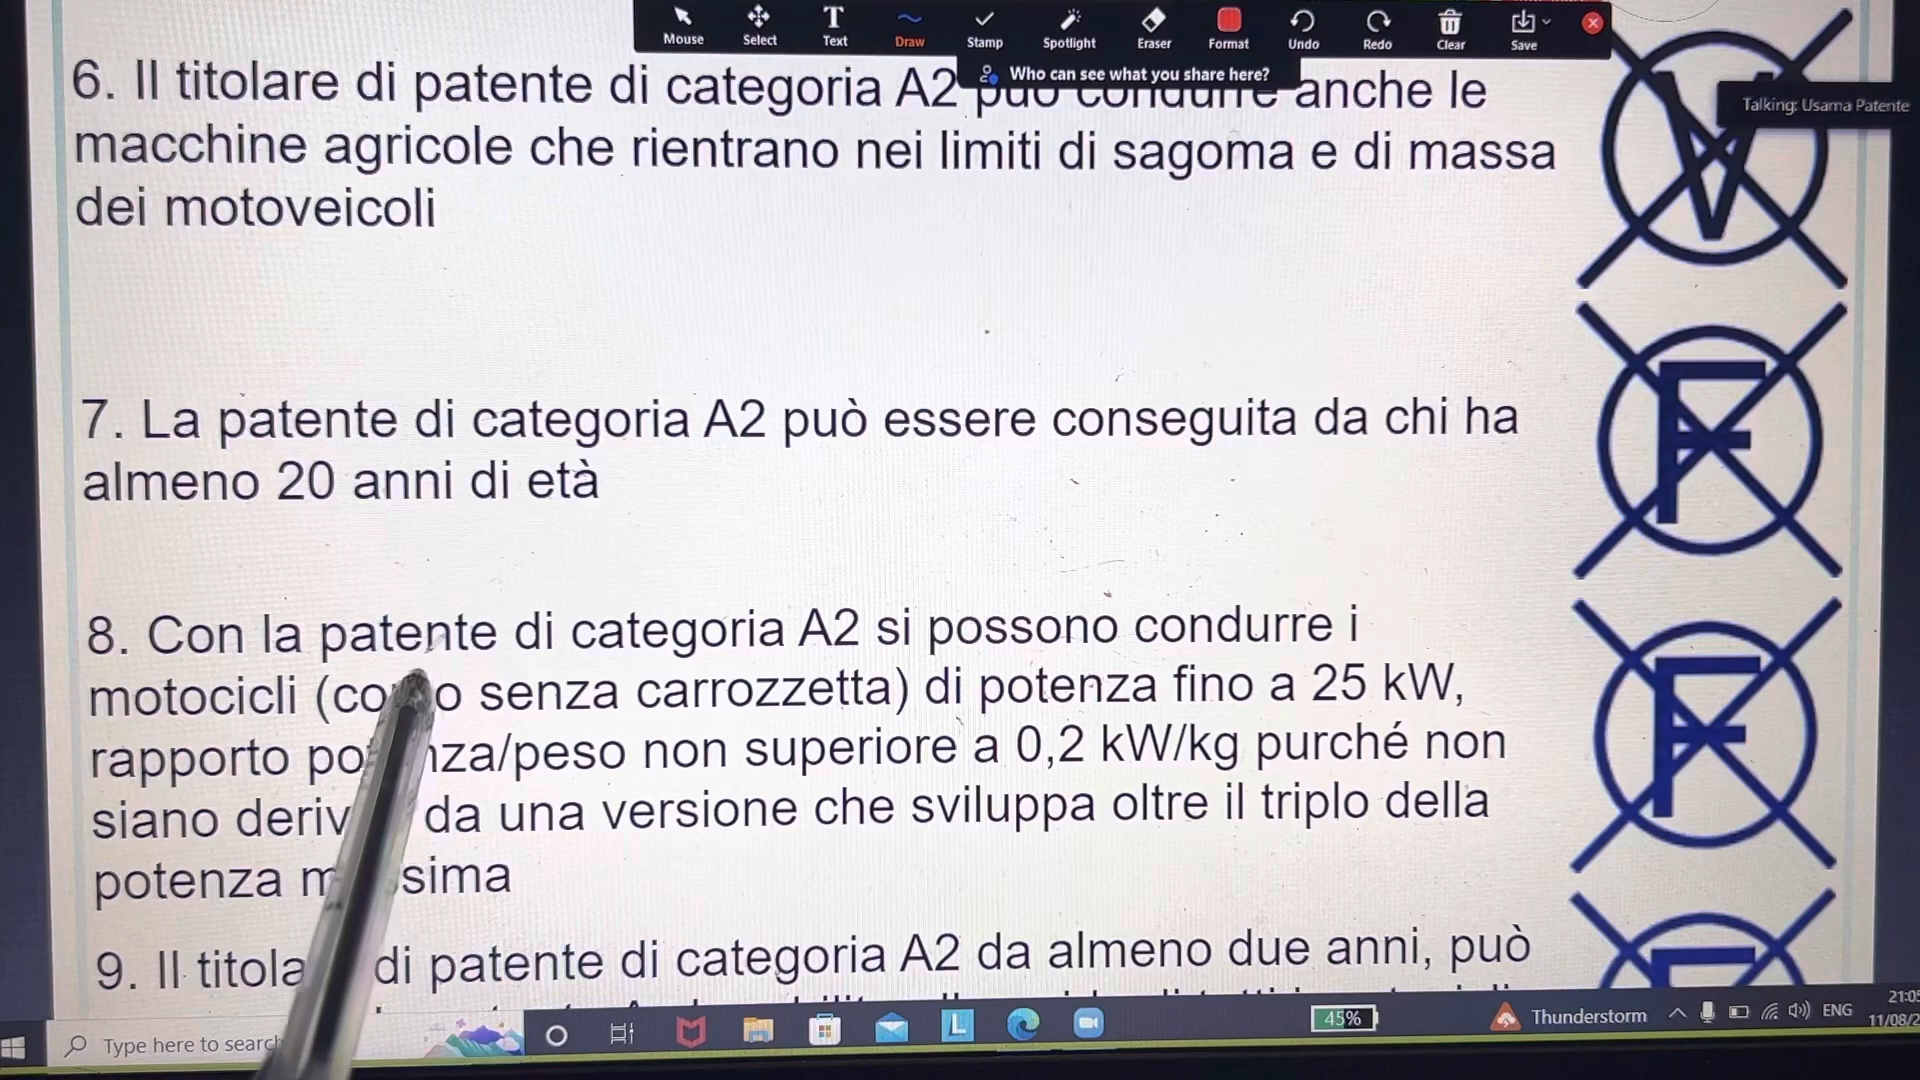 Mouse Select Text Draw Stamp Spotlight Eraser Format Undo Redo Clear Save
Who can see what you share here?
Talking: Usama Patente
6. Il titolare di patente di categoria A2 può condurre anche le
macchine agricole che rientrano nei limiti di sagoma e di massa
dei motoveicoli
V
7. La patente di categoria A2 può essere conseguita da chi ha
almeno 20 anni di età
F
8. Con la patente di categoria A2 si possono condurre i
motocicli (co o senza carrozzetta) di potenza fino a 25 kW,
rapporto po nza/peso non superiore a 0,2 kW/kg purché non
siano deriv da una versione che sviluppa oltre il triplo della
potenza m sima
F
9. Il titola di patente di categoria A2 da almeno due anni, può
Type here to search
45%
Thunderstorm
ENG
21:05
11/08/2